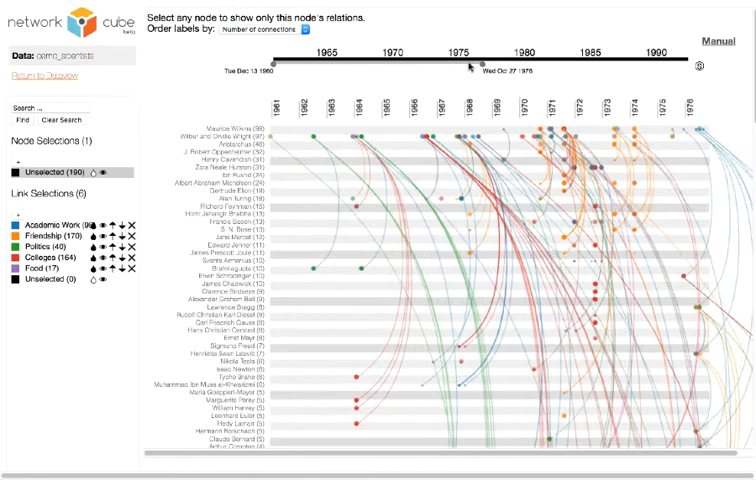 network cube
beta
Data: demo_scientists
Return to Dataview
Search ...
Find Clear Search
Node Selections (1)
Unselected (190)
Link Selections (6)
Academic Work
Friendship (170)
Politics (40)
Colleges (164)
Food (17)
Unselected (0)
Select any node to show only this node's relations.
Order labels by: Number of connections
1965 1970 1975 1980 1985 1990
Tue Dec 13 1960 Wed Oct 27 1976
Manual
1961 1962 1963 1964 1965 1966 1967 1968 1969 1970 1971 1972 1973 1974 1975 1976
Maurice Wilkins (99)
Wilbur and Orville Wright (97)
Aristarchus (46)
J. Robert Oppenheimer (32)
Henry Cavendish (31)
Zora Neale Hurston (31)
Ibn Rushd (24)
Albert Abraham Michelson (24)
Gertrude Elion (19)
Alan Turing (18)
Richard Feynman (15)
Homi Jehangir Bhabha (13)
Francis Bacon (13)
S. N. Bose (13)
Jane Marcet (12)
Edward Jenner (11)
James Prescott Joule (11)
Svante Arrhenius (10)
Brahmagupta (10)
Erwin Schrodinger (10)
James Chadwick (10)
Clarence Birdseye (9)
Alexander Graham Bell (9)
Lawrence Bragg (8)
Rudolf Christian Karl Diesel (8)
Carl Friedrich Gauss (8)
Hans Christian Oersted (8)
Ernst Mayr (8)
Sigmund Freud (7)
Henrietta Swan Leavitt (7)
Nikola Tesla (6)
Isaac Newton (6)
Tycho Brahe (6)
Muhammad ibn Musa al-Khwarizmi (6)
Maria Goeppert-Mayer (5)
Marguerite Perey (5)
William Harvey (5)
Leonhard Euler (5)
Hedy Lamarr (5)
Hermann Rorschach (5)
Claude Bernard (5)